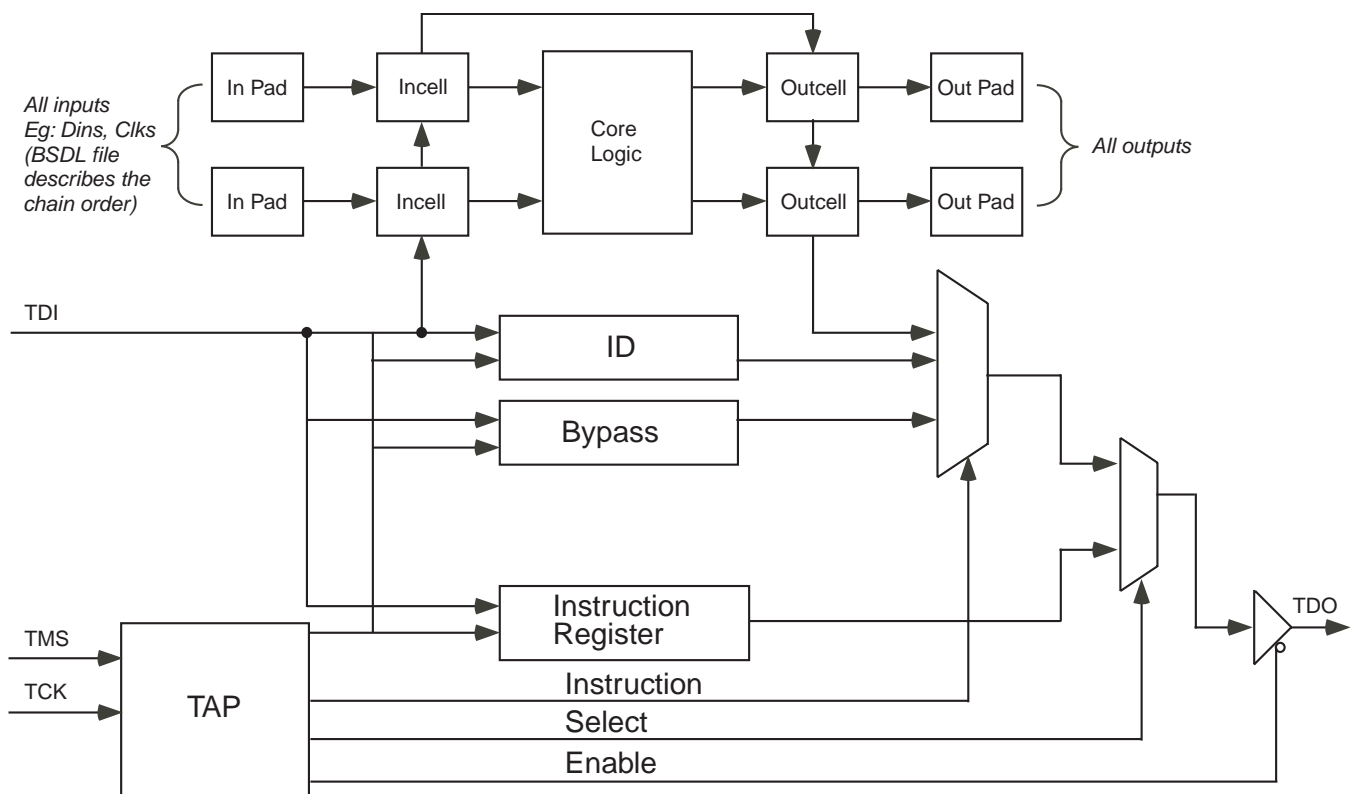 In Pad
Incell
Core
Logic
Outcell
Out Pad
All inputs
Eg: Dins, Clks
(BSDL file
describes the
chain order)
All outputs
In Pad
Incell
Outcell
Out Pad
TDI
ID
Bypass
Instruction
Register
TDO
TMS
TCK
TAP
Instruction
Select
Enable